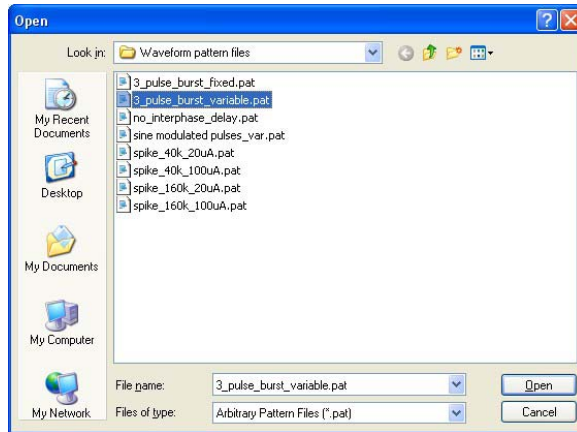 Open
Look in: Waveform pattern files
My Recent Documents
Desktop
My Documents
My Computer
My Network
3_pulse_burst_fixed.pat
3_pulse_burst_variable.pat
no_interphase_delay.pat
sine modulated pulses_var.pat
spike_40k_20uA.pat
spike_40k_100uA.pat
spike_160k_20uA.pat
spike_160k_100uA.pat
File name: 3_pulse_burst_variable.pat Open
Files of type: Arbitrary Pattern Files (*.pat) Cancel